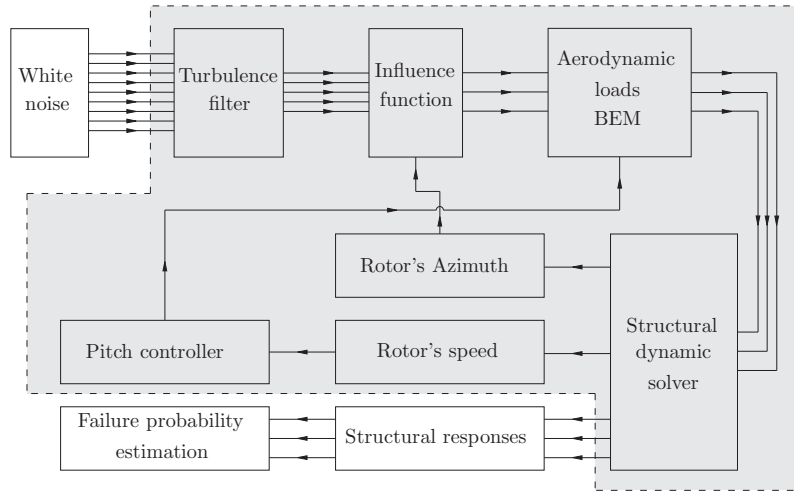 White
noise
Turbulence
filter
Influence
function
Aerodynamic
loads
BEM
Rotor's Azimuth
Pitch controller
Rotor's speed
Structural
dynamic
solver
Failure probability
estimation
Structural responses